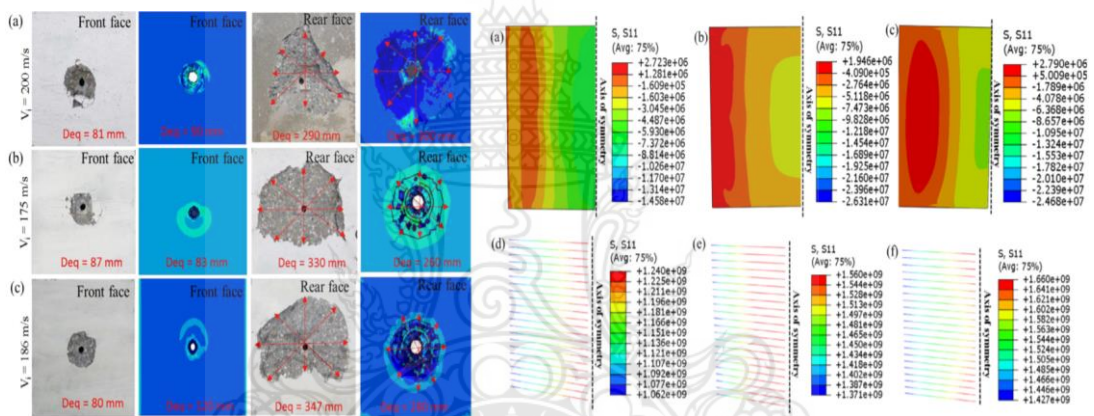 (a)
Front face
Rear face
Rear face
V_i = 200 m/s
Deq = 81 mm
Deq = 290 mm
(b)
Front face
Front face
Rear face
Rear face
V_i = 175 m/s
Deq = 87 mm
Deq = 83 mm
Deq = 330 mm
Deq = 260 mm
(c)
Front face
Front face
Rear face
Rear face
V_i = 186 m/s
Deq = 80 mm
Deq = 347 mm
(a)
S, S11
(Avg: 75%)
+2.723e+06
+1.281e+06
-1.609e+05
-1.603e+06
-3.045e+06
-4.487e+06
-5.930e+06
-7.372e+06
-8.814e+06
-1.026e+07
-1.170e+07
-1.314e+07
-1.458e+07
Axis of symmetry
(b)
S, S11
(Avg: 75%)
+1.946e+06
-4.090e+05
-2.764e+06
-5.118e+06
-7.473e+06
-9.828e+06
-1.218e+07
-1.454e+07
-1.689e+07
-1.925e+07
-2.160e+07
-2.396e+07
-2.631e+07
Axis of symmetry
(c)
S, S11
(Avg: 75%)
+2.790e+06
+5.009e+05
-1.789e+06
-4.078e+06
-6.368e+06
-8.657e+06
-1.095e+07
-1.324e+07
-1.553e+07
-1.782e+07
-2.010e+07
-2.239e+07
-2.468e+07
Axis of symmetry
(d)
S, S11
(Avg: 75%)
+1.240e+09
+1.225e+09
+1.211e+09
+1.196e+09
+1.181e+09
+1.166e+09
+1.151e+09
+1.136e+09
+1.121e+09
+1.107e+09
+1.092e+09
+1.077e+09
+1.062e+09
Axis of symmetry
(e)
S, S11
(Avg: 75%)
+1.560e+09
+1.544e+09
+1.528e+09
+1.513e+09
+1.497e+09
+1.481e+09
+1.465e+09
+1.450e+09
+1.434e+09
+1.418e+09
+1.402e+09
+1.387e+09
+1.371e+09
Axis of symmetry
(f)
S, S11
(Avg: 75%)
+1.660e+09
+1.641e+09
+1.621e+09
+1.602e+09
+1.582e+09
+1.563e+09
+1.544e+09
+1.524e+09
+1.505e+09
+1.485e+09
+1.466e+09
+1.446e+09
+1.427e+09
Axis of symmetry